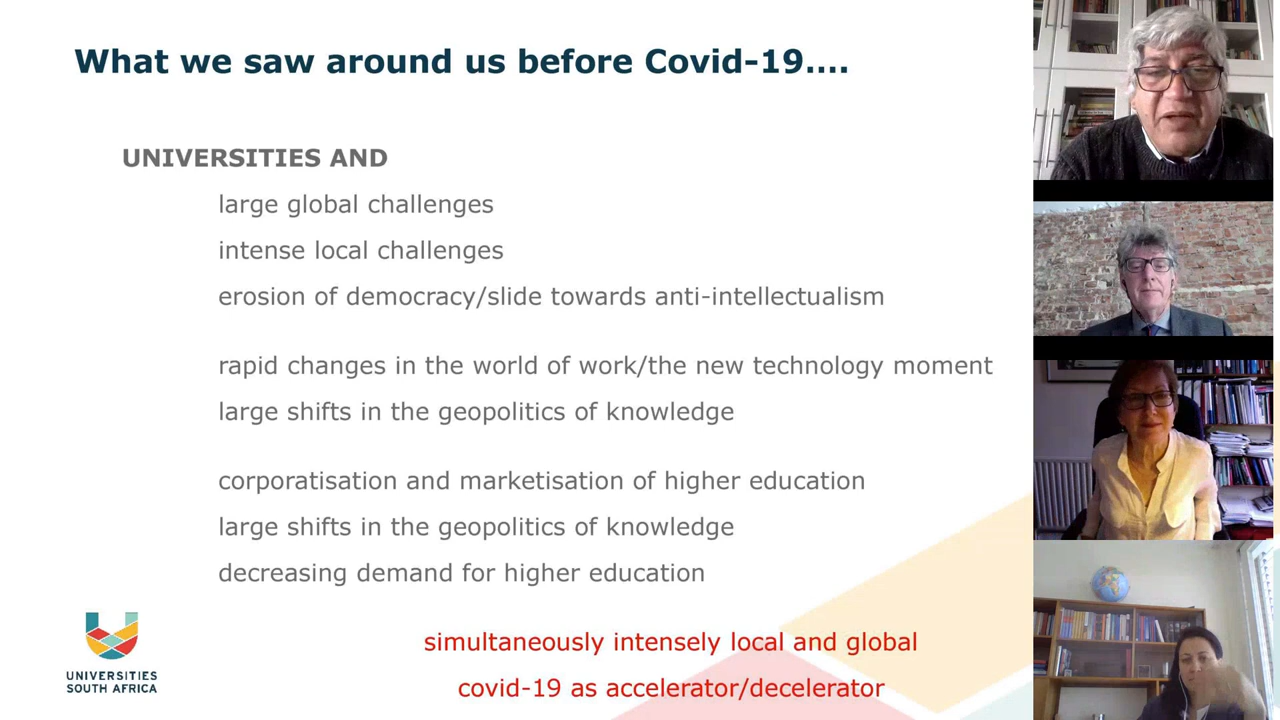 What we saw around us before Covid-19....
UNIVERSITIES AND
large global challenges
intense local challenges
erosion of democracy/slide towards anti-intellectualism
rapid changes in the world of work/the new technology moment
large shifts in the geopolitics of knowledge
corporatisation and marketisation of higher education
large shifts in the geopolitics of knowledge
decreasing demand for higher education
simultaneously intensely local and global
covid-19 as accelerator/decelerator
UNIVERSITIES
SOUTH AFRICA